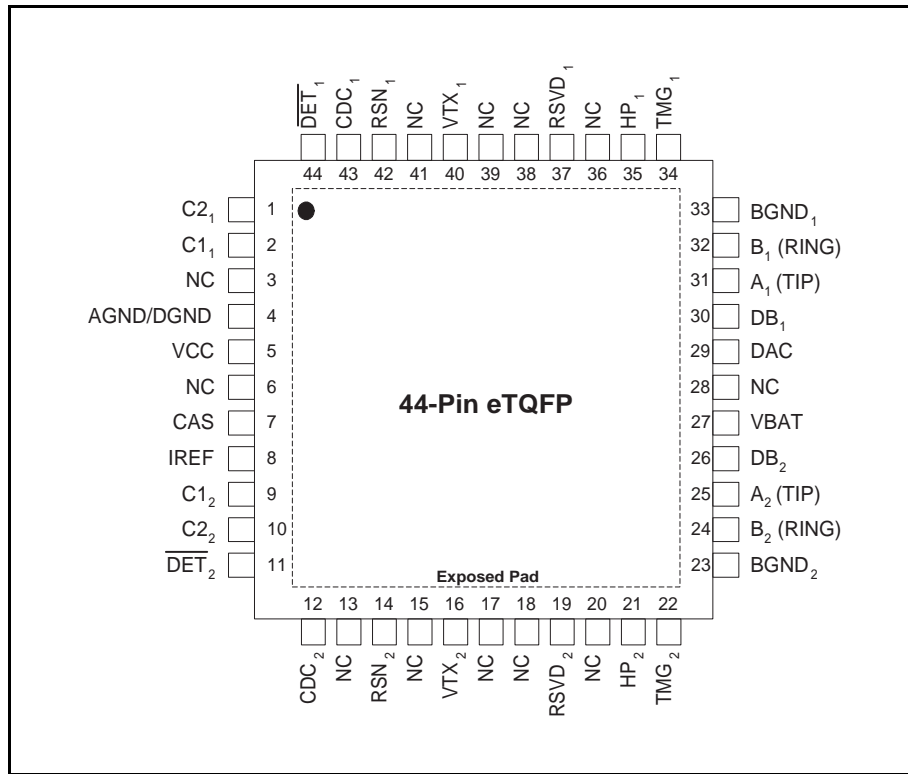 DET₁ CDC₁ RSN₁ NC VTX₁ NC NC RSVD₁ NC HP₁ TMG₁
44 43 42 41 40 39 38 37 36 35 34
C2₁ 1 33 BGND₁
C1₁ 2 32 B₁ (RING)
NC 3 31 A₁ (TIP)
AGND/DGND 4 30 DB₁
VCC 5 29 DAC
NC 6 28 NC
44-Pin eTQFP
CAS 7 27 VBAT
IREF 8 26 DB₂
C1₂ 9 25 A₂ (TIP)
C2₂ 10 24 B₂ (RING)
DET₂ 11 23 BGND₂
Exposed Pad
12 13 14 15 16 17 18 19 20 21 22
CDC₂ NC RSN₂ NC VTX₂ NC NC RSVD₂ NC HP₂ TMG₂